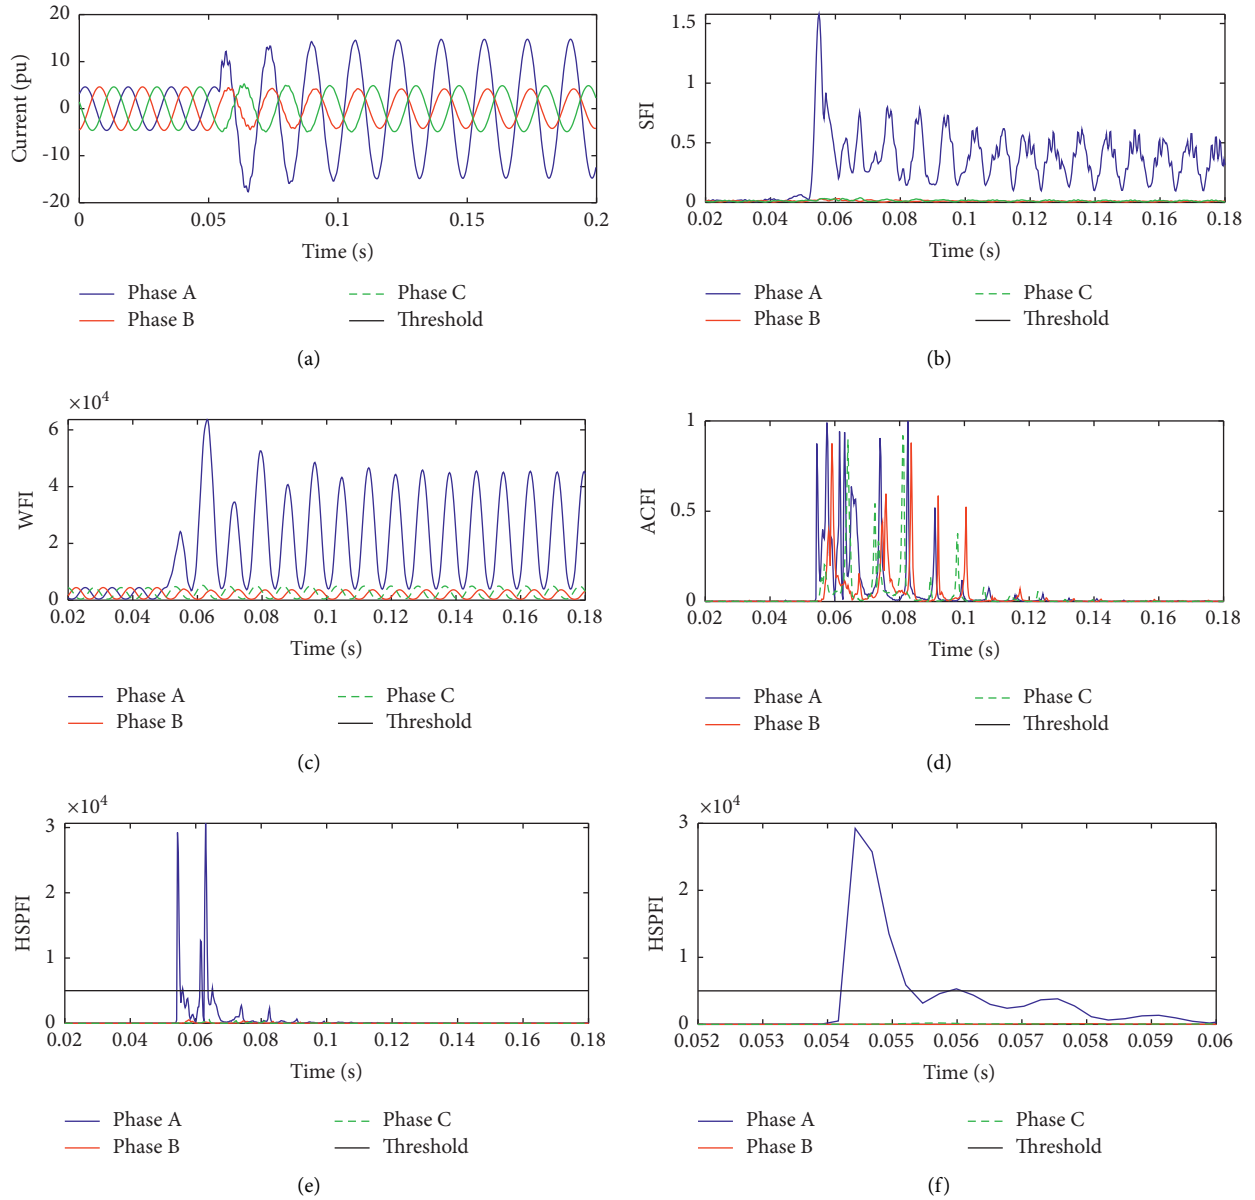 20
10
0
-10
-20
Current (pu)
0 0.05 0.1 0.15 0.2
Time (s)
Phase A
Phase B
Phase C
Threshold
(a)
1.5
1
0.5
0
SFI
0.02 0.04 0.06 0.08 0.1 0.12 0.14 0.16 0.18
Time (s)
Phase A
Phase B
Phase C
Threshold
(b)
×10⁴
6
4
2
0
WFI
0.02 0.04 0.06 0.08 0.1 0.12 0.14 0.16 0.18
Time (s)
Phase A
Phase B
Phase C
Threshold
(c)
1
0.5
0
ACFI
0.02 0.04 0.06 0.08 0.10 0.12 0.14 0.16 0.18
Time (s)
Phase A
Phase B
Phase C
Threshold
(d)
×10⁴
3
2
1
0
HSPFI
0.02 0.04 0.06 0.08 0.1 0.12 0.14 0.16 0.18
Time (s)
Phase A
Phase B
Phase C
Threshold
(e)
×10⁴
3
2
1
0
HSPFI
0.052 0.053 0.054 0.055 0.056 0.057 0.058 0.059 0.06
Time (s)
Phase A
Phase B
Phase C
Threshold
(f)